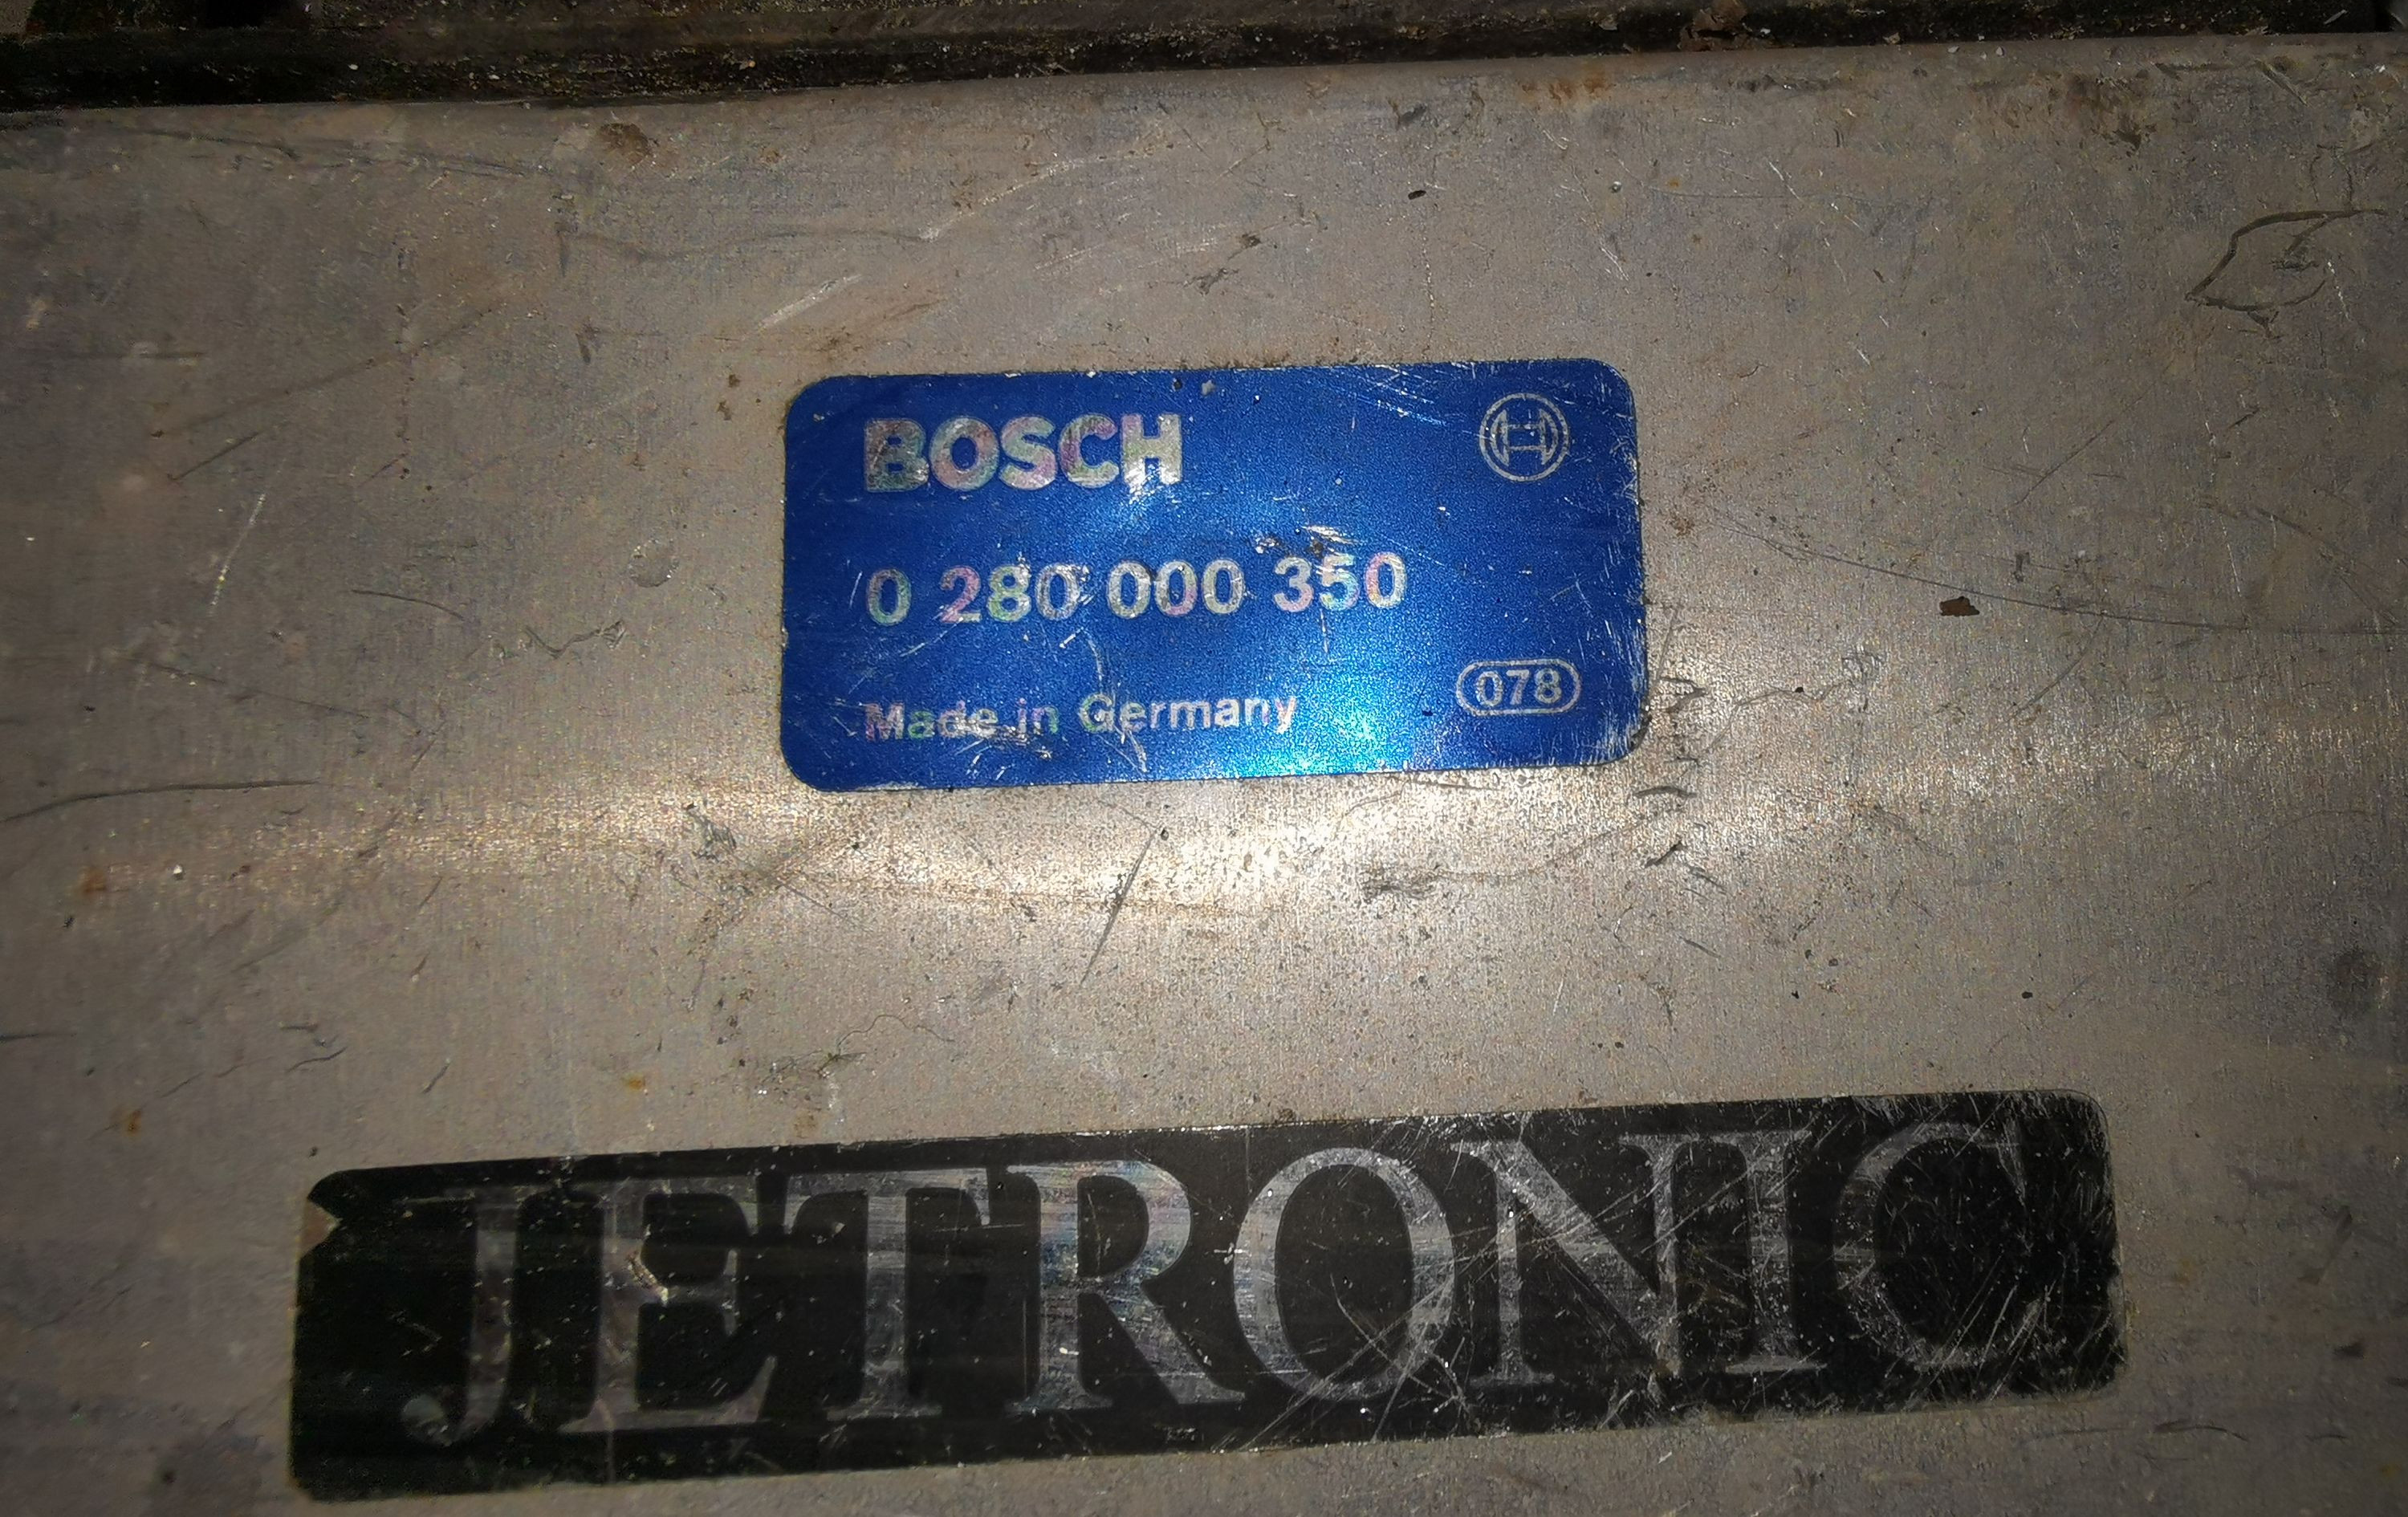 BOSCH
0 280 000 350
Made in Germany
078
JETRONIC